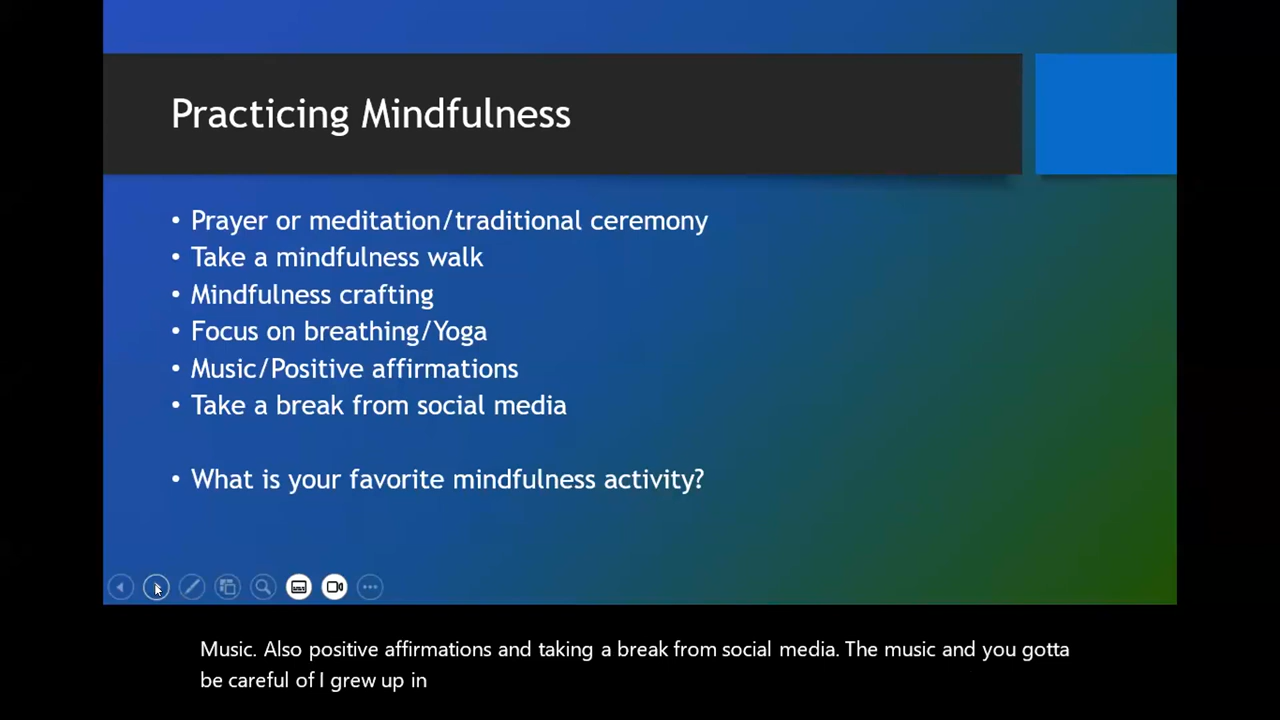 Practicing Mindfulness
• Prayer or meditation/traditional ceremony
• Take a mindfulness walk
• Mindfulness crafting
• Focus on breathing/Yoga
• Music/Positive affirmations
• Take a break from social media
• What is your favorite mindfulness activity?
Music. Also positive affirmations and taking a break from social media. The music and you gotta
be careful of I grew up in